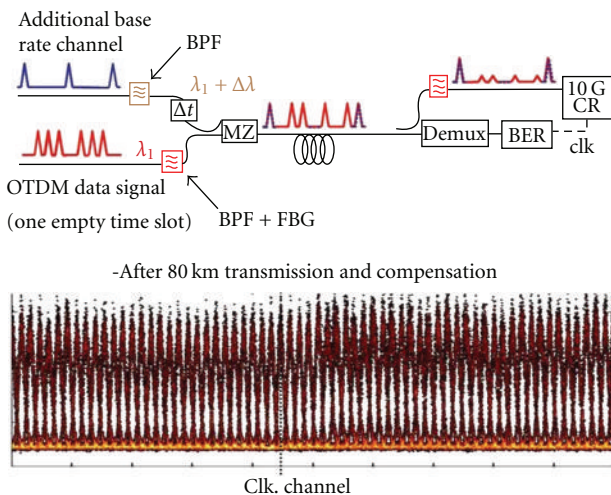 Additional base
rate channel
BPF
λ₁ + Δλ
Δt
MZ
10 G
CR
Demux
BER
clk
λ₁
OTDM data signal
(one empty time slot)
BPF + FBG
-After 80 km transmission and compensation
Clk. channel